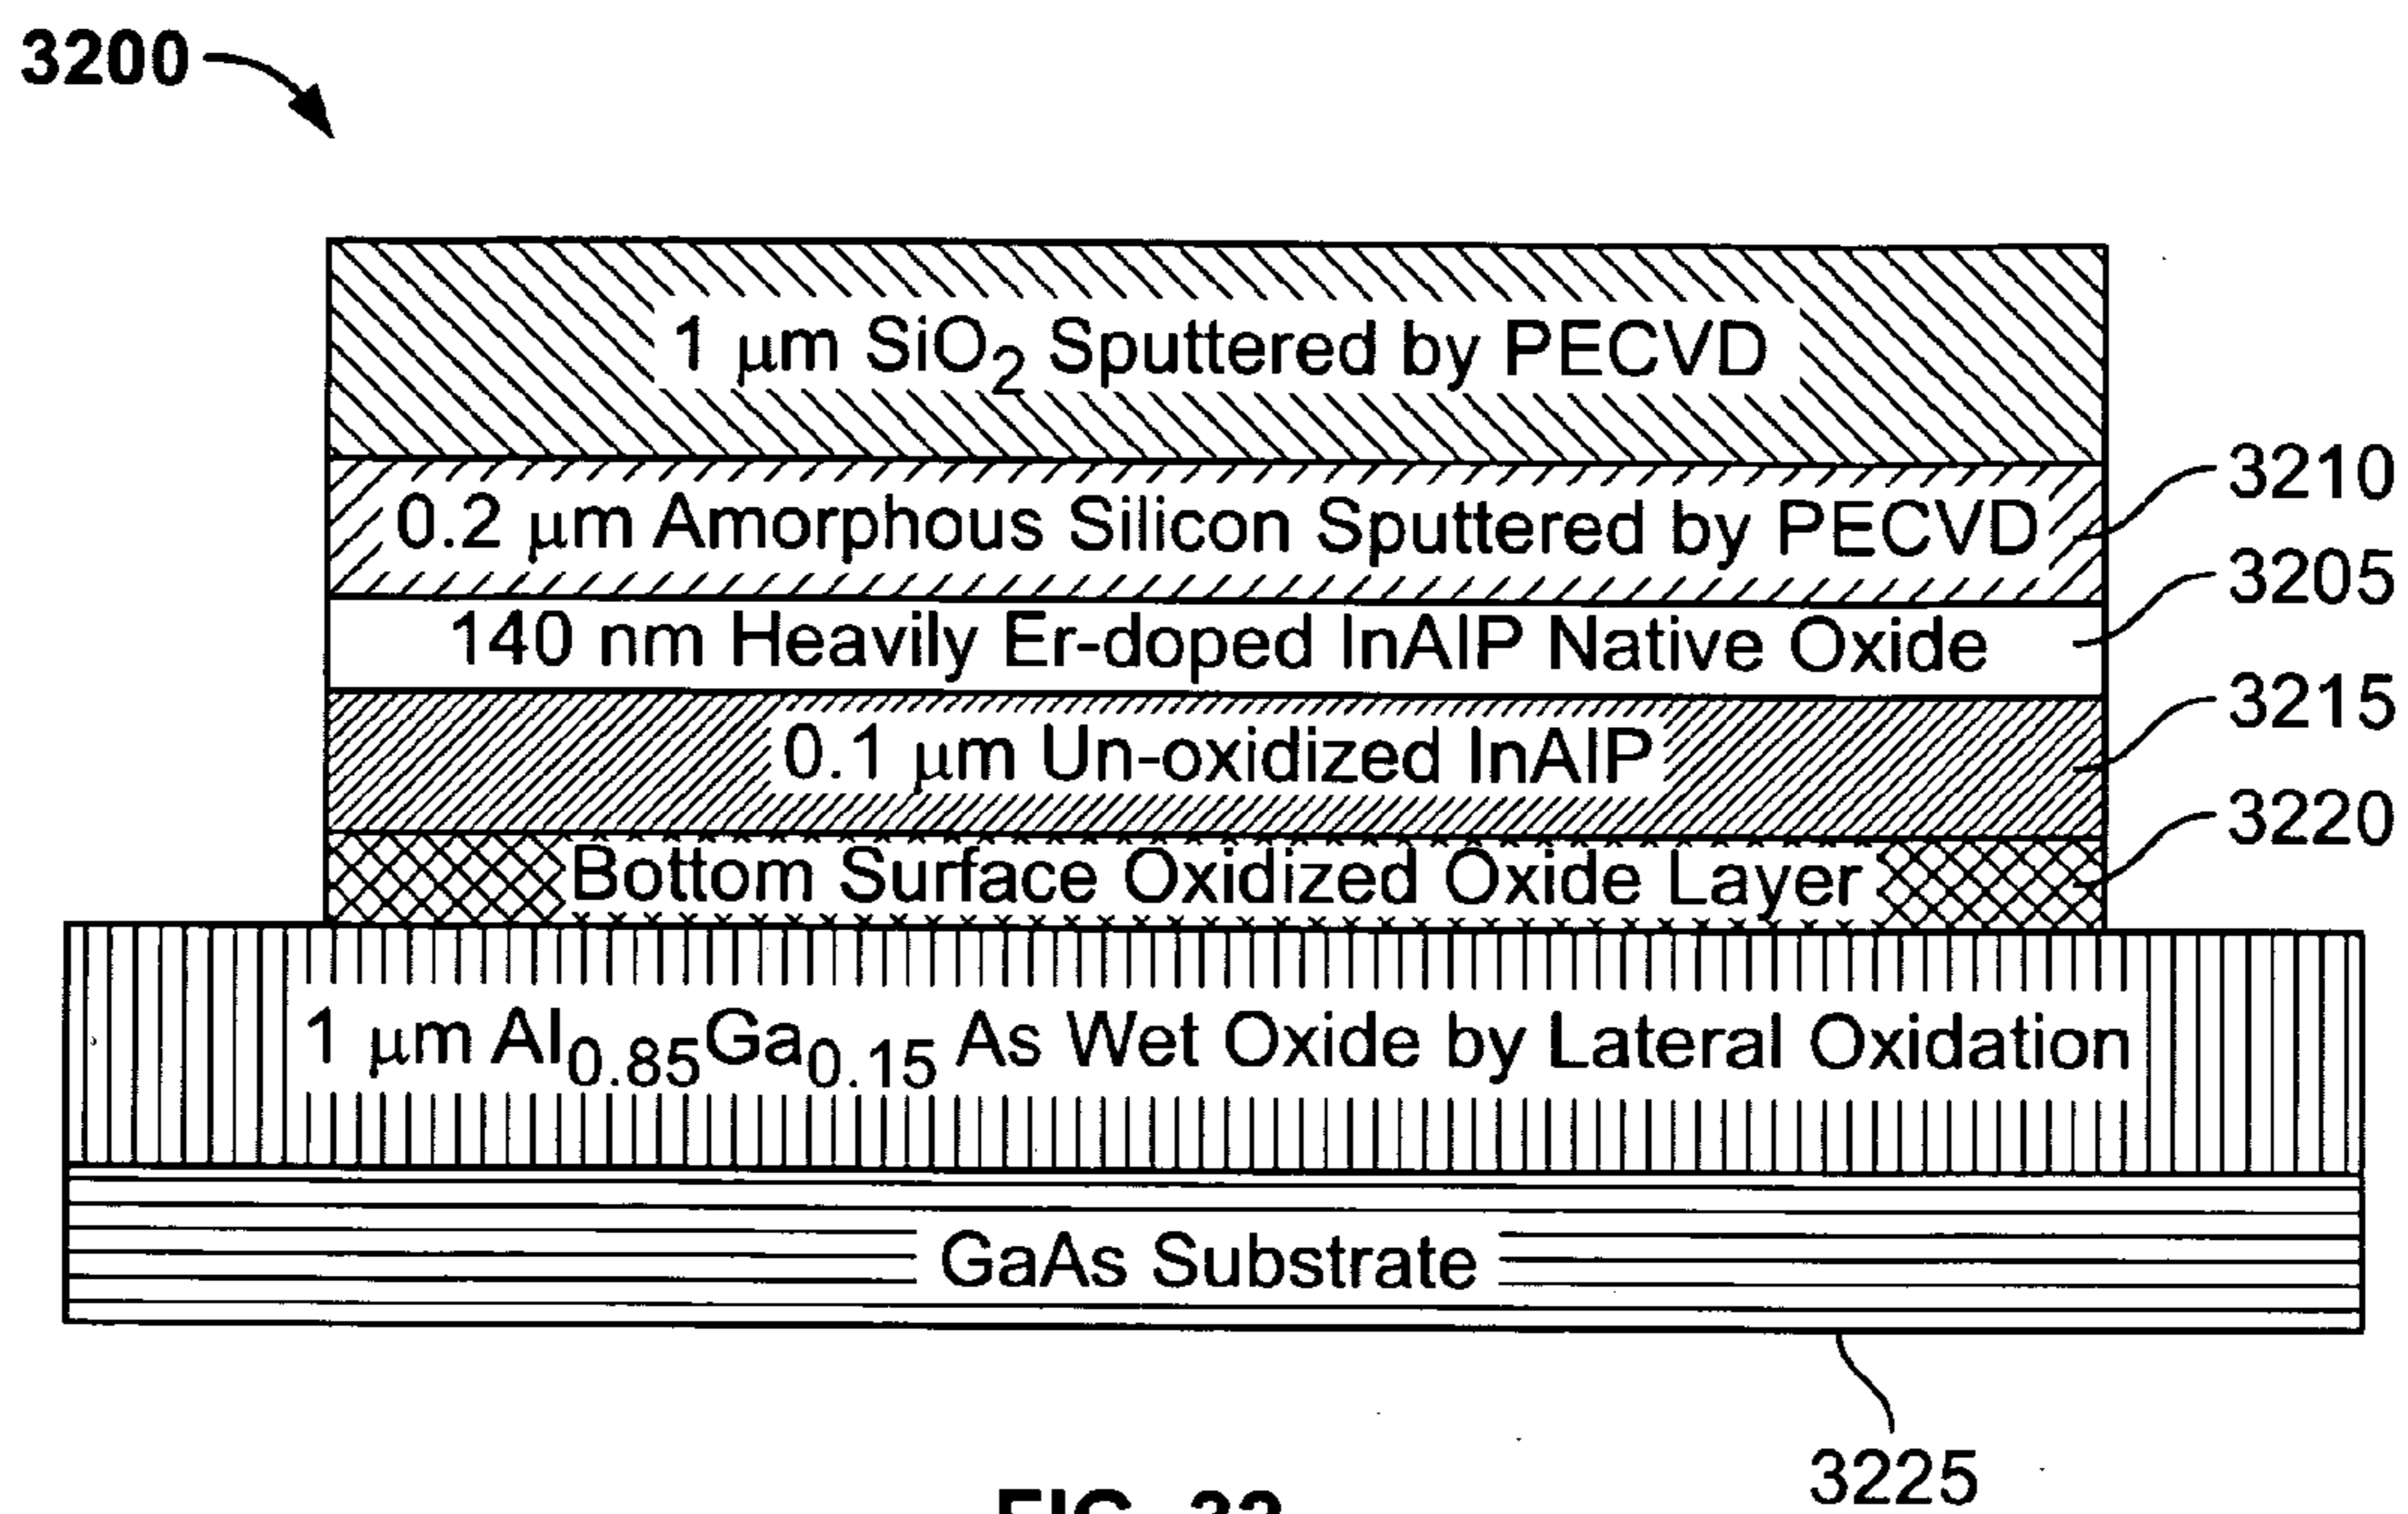 3200
1 μm SiO2 Sputtered by PECVD
0.2 μm Amorphous Silicon Sputtered by PECVD
3210
140 nm Heavily Er-doped InAlP Native Oxide
3205
0.1 μm Un-oxidized InAlP
3215
Bottom Surface Oxidized Oxide Layer
3220
1 μm Al0.85Ga0.15 As Wet Oxide by Lateral Oxidation
GaAs Substrate
3225